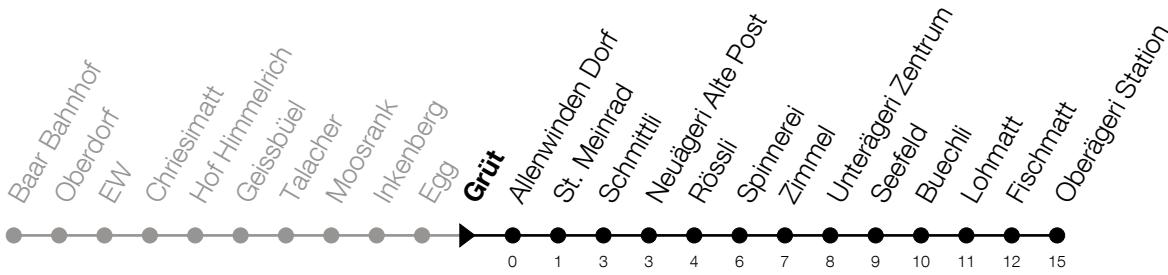 Baar Bahnhof
Oberdorf
EW
Chriesimatt
Hof Himmelrich
Geissbüel
Talacher
Moosrank
Inkenberg
Egg
Grüt
Allenwinden Dorf
St. Meinrad
Schmittli
Neuägeri Alte Post
Rössli
Spinnerei
Zimmel
Unterägeri Zentrum
Seefeld
Buechli
Lohmatt
Fischmatt
Oberägeri Station
0 1 3 3 4 6 7 8 9 10 11 12 15